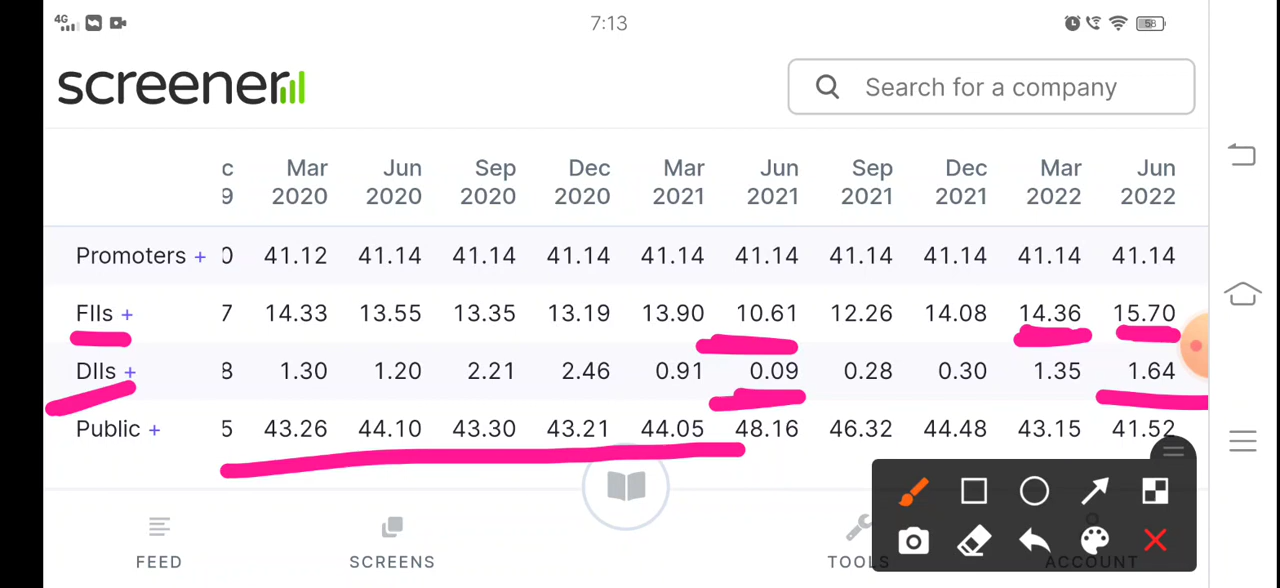 4G
7:13
58
screener
Search for a company
c Mar Jun Sep Dec Mar Jun Sep Dec Mar Jun
9 2020 2020 2020 2020 2021 2021 2021 2021 2022 2022
Promoters + 0 41.12 41.14 41.14 41.14 41.14 41.14 41.14 41.14 41.14 41.14
FIIs + 7 14.33 13.55 13.35 13.19 13.90 10.61 12.26 14.08 14.36 15.70
DIIs + 8 1.30 1.20 2.21 2.46 0.91 0.09 0.28 0.30 1.35 1.64
Public + 5 43.26 44.10 43.30 43.21 44.05 48.16 46.32 44.48 43.15 41.52
FEED SCREENS TOOLS ACCOUNT